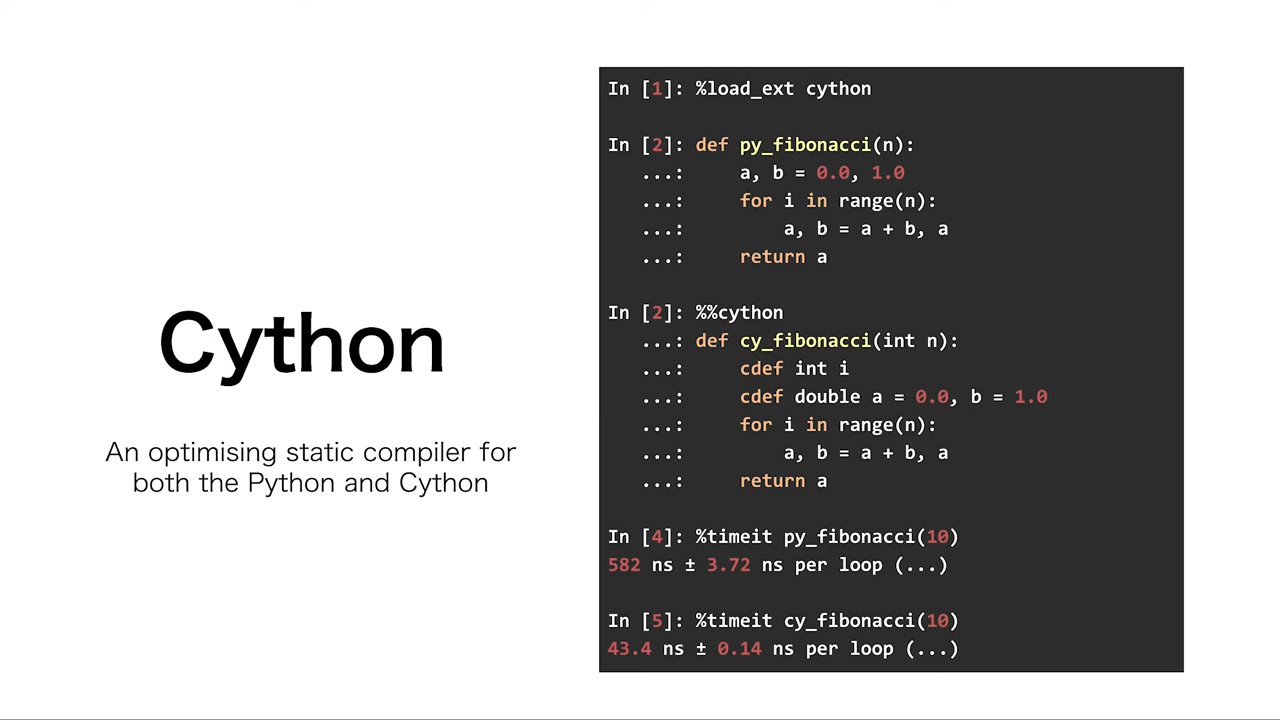 Cython
An optimising static compiler for
both the Python and Cython
In [1]: %load_ext cython
In [2]: def py_fibonacci(n):
...: a, b = 0.0, 1.0
...: for i in range(n):
...: a, b = a + b, a
...: return a
In [2]: %%cython
...: def cy_fibonacci(int n):
...: cdef int i
...: cdef double a = 0.0, b = 1.0
...: for i in range(n):
...: a, b = a + b, a
...: return a
In [4]: %timeit py_fibonacci(10)
582 ns ± 3.72 ns per loop (...)
In [5]: %timeit cy_fibonacci(10)
43.4 ns ± 0.14 ns per loop (...)